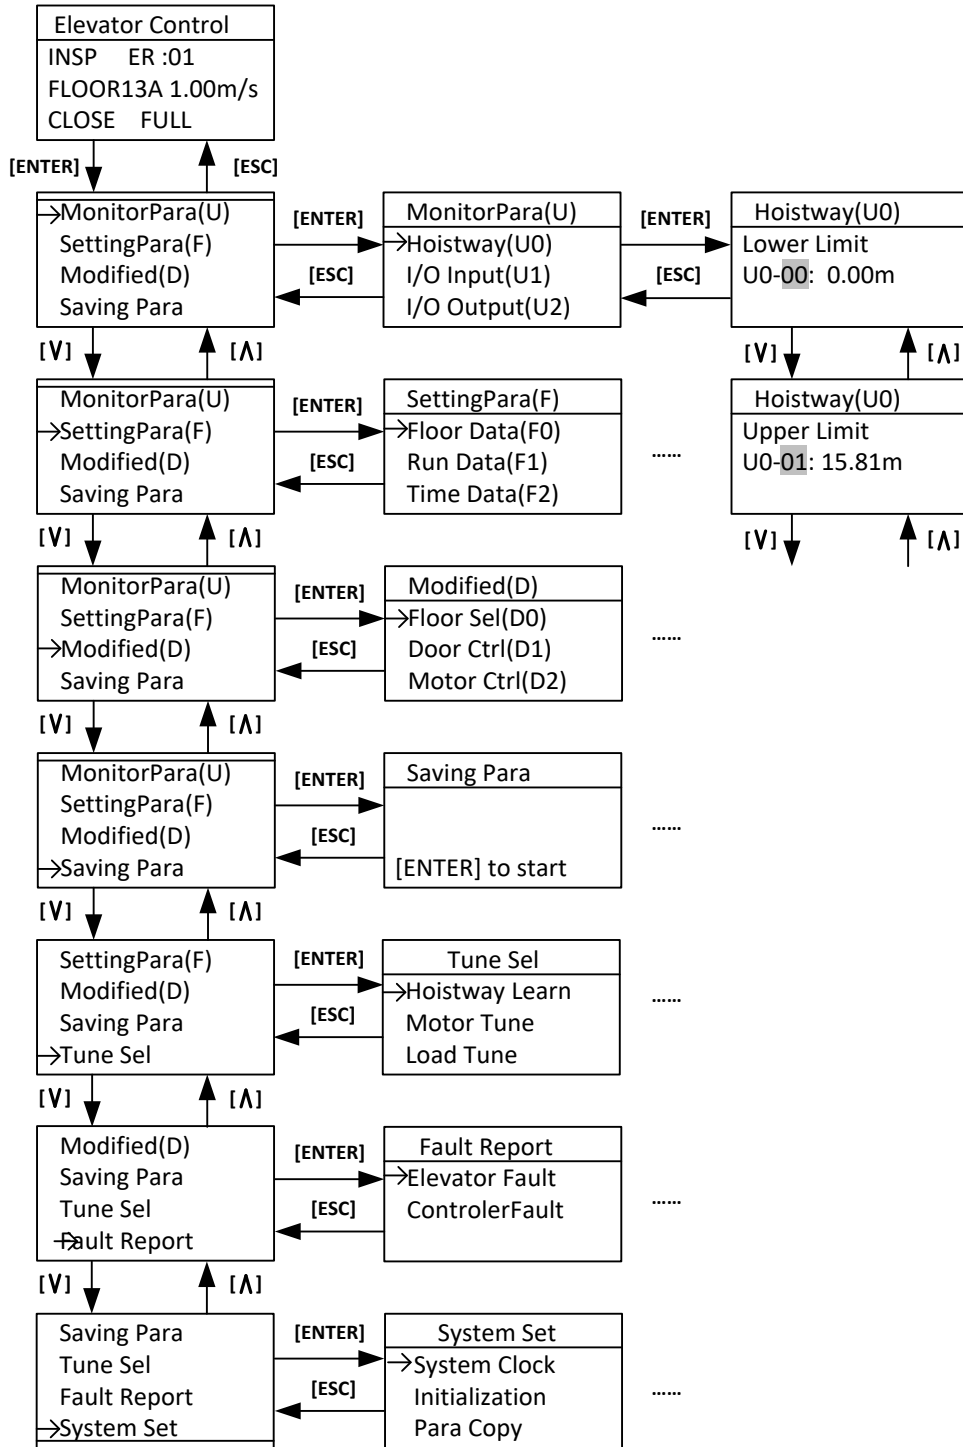 Elevator Control
INSP ER :01
FLOOR13A 1.00m/s
CLOSE FULL
[ENTER] [ESC]
→MonitorPara(U)
SettingPara(F)
Modified(D)
Saving Para
[ENTER]
[ESC]
MonitorPara(U)
→Hoistway(U0)
I/O Input(U1)
I/O Output(U2)
[ENTER]
[ESC]
Hoistway(U0)
Lower Limit
U0-00: 0.00m
[V] [Λ]
[V] [Λ]
MonitorPara(U)
→SettingPara(F)
Modified(D)
Saving Para
[ENTER]
[ESC]
SettingPara(F)
→Floor Data(F0)
Run Data(F1)
Time Data(F2)
......
Hoistway(U0)
Upper Limit
U0-01: 15.81m
[V] [Λ]
[V] [Λ]
MonitorPara(U)
SettingPara(F)
→Modified(D)
Saving Para
[ENTER]
[ESC]
Modified(D)
→Floor Sel(D0)
Door Ctrl(D1)
Motor Ctrl(D2)
......
[V] [Λ]
MonitorPara(U)
SettingPara(F)
Modified(D)
→Saving Para
[ENTER]
[ESC]
Saving Para
[ENTER] to start
......
[V] [Λ]
SettingPara(F)
Modified(D)
Saving Para
→Tune Sel
[ENTER]
[ESC]
Tune Sel
→Hoistway Learn
Motor Tune
Load Tune
......
[V] [Λ]
Modified(D)
Saving Para
Tune Sel
→Fault Report
[ENTER]
[ESC]
Fault Report
→Elevator Fault
ControlerFault
......
[V] [Λ]
Saving Para
Tune Sel
Fault Report
→System Set
[ENTER]
[ESC]
System Set
→System Clock
Initialization
Para Copy
......